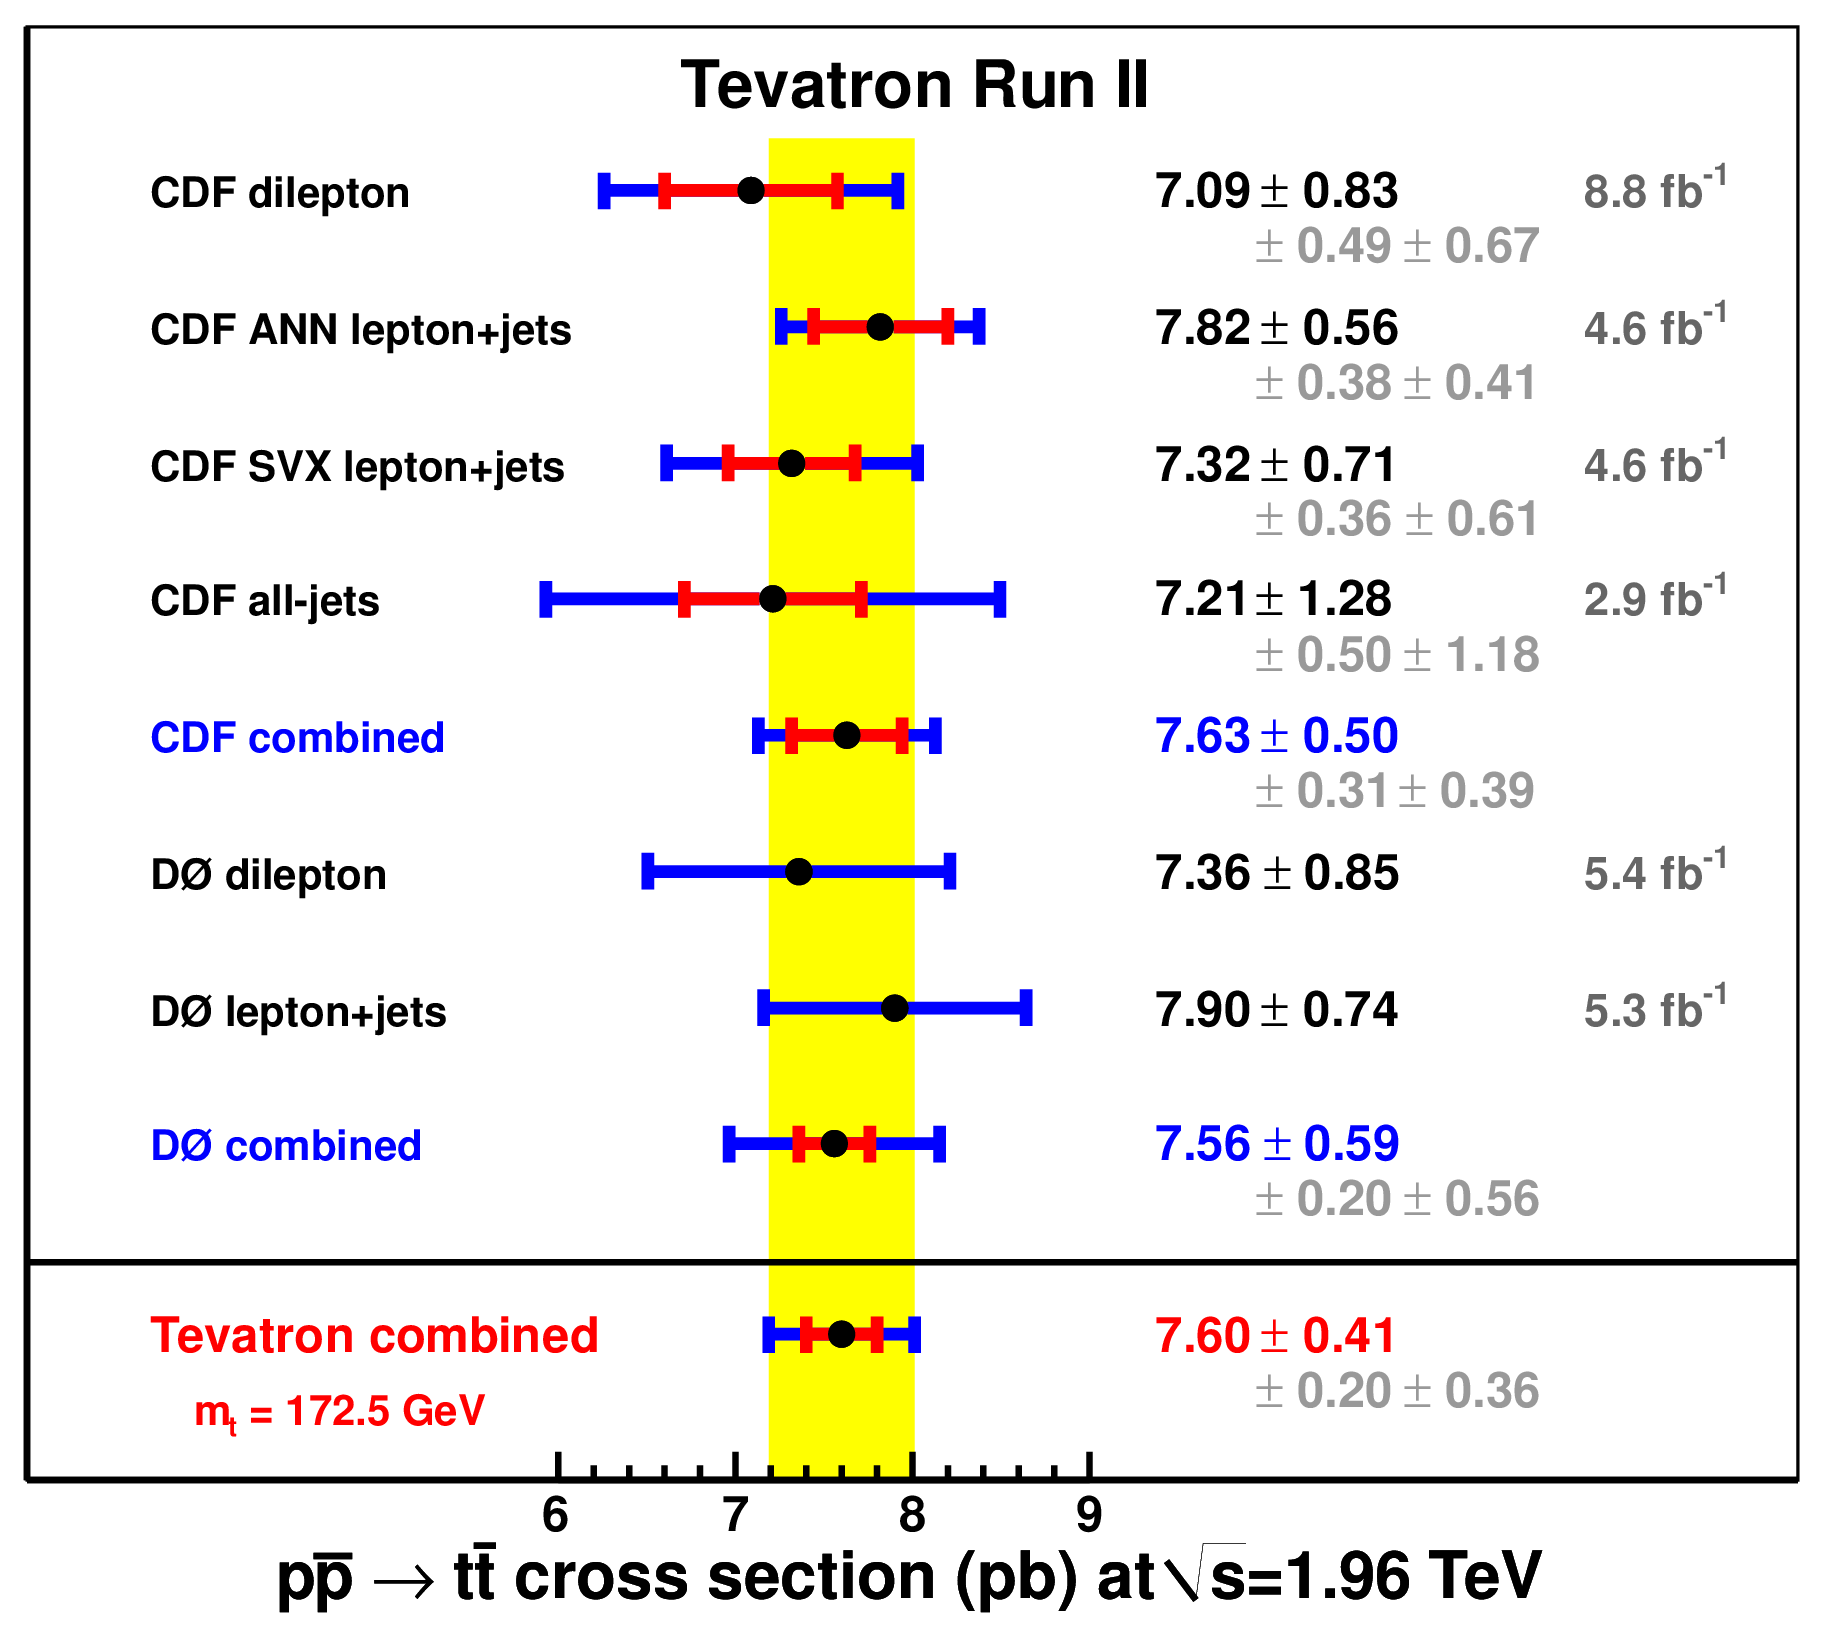 Tevatron Run II
CDF dilepton 7.09 ± 0.83 8.8 fb⁻¹
± 0.49 ± 0.67
CDF ANN lepton+jets 7.82 ± 0.56 4.6 fb⁻¹
± 0.38 ± 0.41
CDF SVX lepton+jets 7.32 ± 0.71 4.6 fb⁻¹
± 0.36 ± 0.61
CDF all-jets 7.21 ± 1.28 2.9 fb⁻¹
± 0.50 ± 1.18
CDF combined 7.63 ± 0.50
± 0.31 ± 0.39
DØ dilepton 7.36 ± 0.85 5.4 fb⁻¹
DØ lepton+jets 7.90 ± 0.74 5.3 fb⁻¹
DØ combined 7.56 ± 0.59
± 0.20 ± 0.56
Tevatron combined 7.60 ± 0.41
± 0.20 ± 0.36
mₜ = 172.5 GeV
6 7 8 9
pp̅ → tt̅ cross section (pb) at √s=1.96 TeV